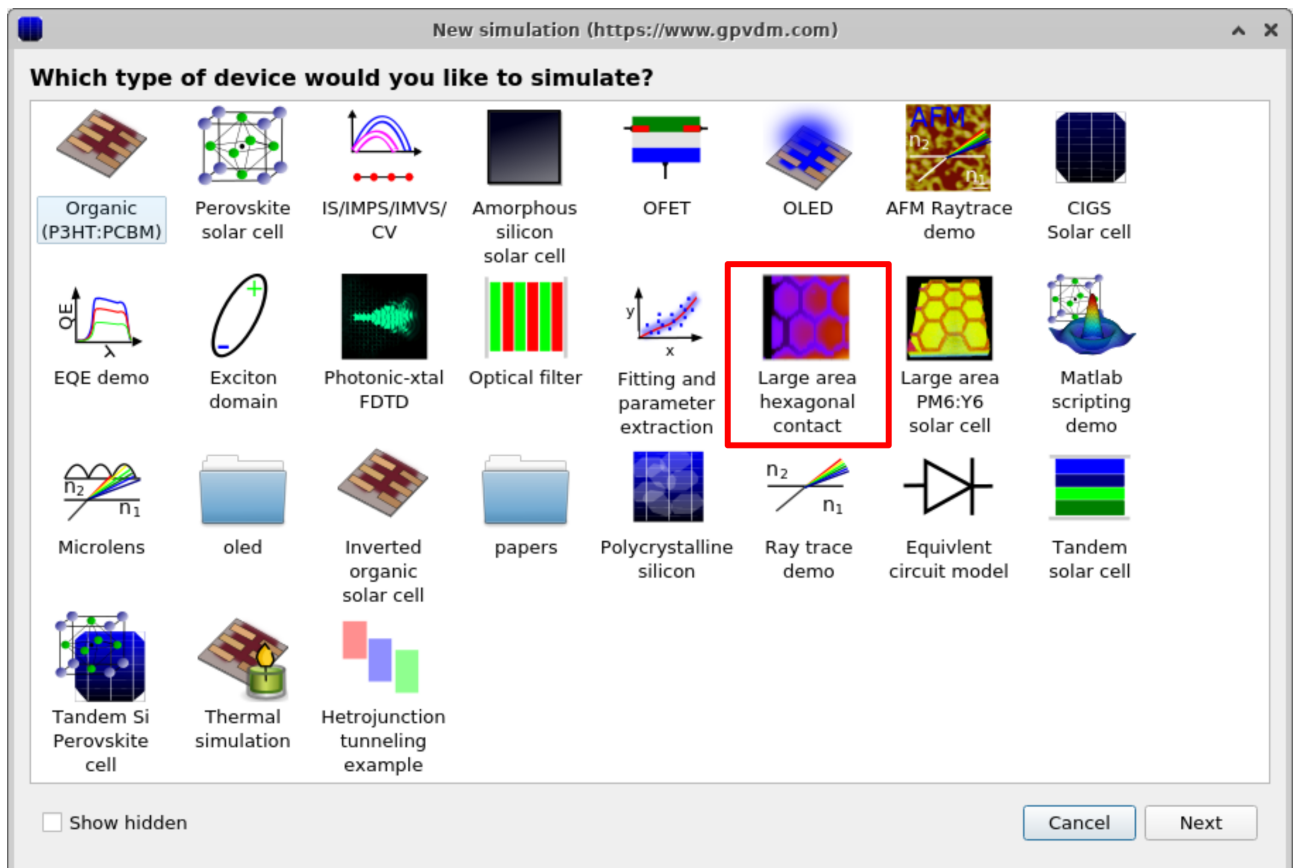 New simulation (https://www.gpvdm.com)
Which type of device would you like to simulate?
AFM
n2
n1
Organic
(P3HT:PCBM)
Perovskite
solar cell
IS/IMPS/IMVS/
CV
Amorphous
silicon
solar cell
OFET
OLED
AFM Raytrace
demo
CIGS
Solar cell
QE
λ
+
-
y
x
EQE demo
Exciton
domain
Photonic-xtal
FDTD
Optical filter
Fitting and
parameter
extraction
Large area
hexagonal
contact
Large area
PM6:Y6
solar cell
Matlab
scripting
demo
n2
n1
n2
n1
Microlens
oled
Inverted
organic
solar cell
papers
Polycrystalline
silicon
Ray trace
demo
Equivlent
circuit model
Tandem
solar cell
Tandem Si
Perovskite
cell
Thermal
simulation
Hetrojunction
tunneling
example
Show hidden
Cancel
Next